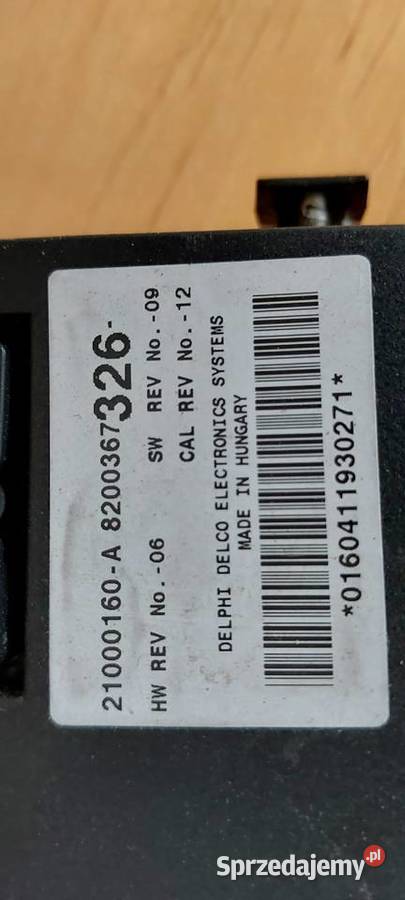 21000160-A 8200367326-
HW REV No.-06 SW REV No.-09
CAL REV No.-12
DELPHI DELCO ELECTRONICS SYSTEMS
MADE IN HUNGARY
*0160411930271*
Sprzedajemy.pl